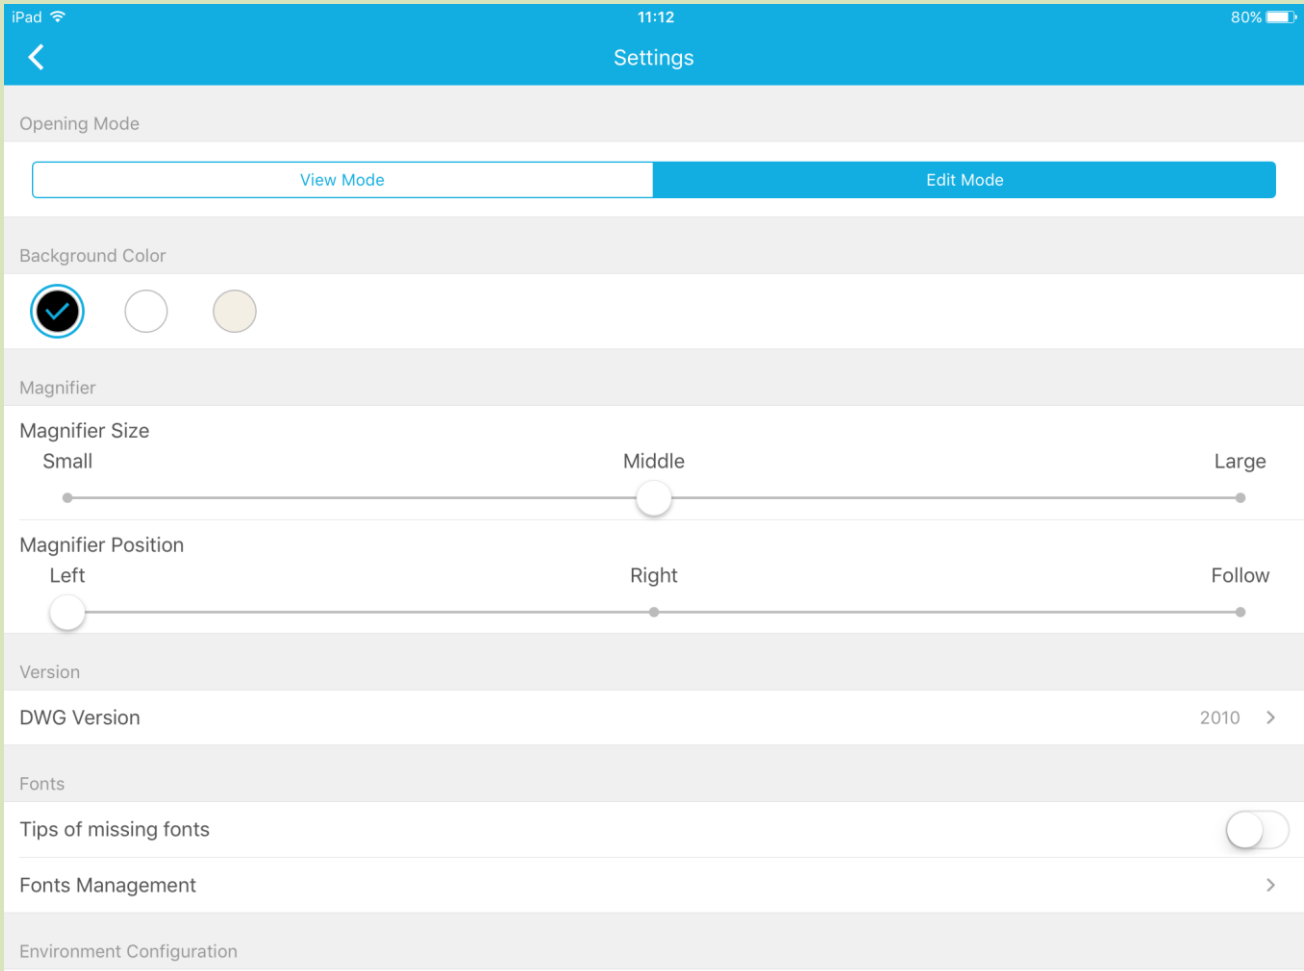 iPad 11:12 80%
Settings
Opening Mode
View Mode Edit Mode
Background Color
Magnifier
Magnifier Size
Small Middle Large
Magnifier Position
Left Right Follow
Version
DWG Version 2010
Fonts
Tips of missing fonts
Fonts Management
Environment Configuration